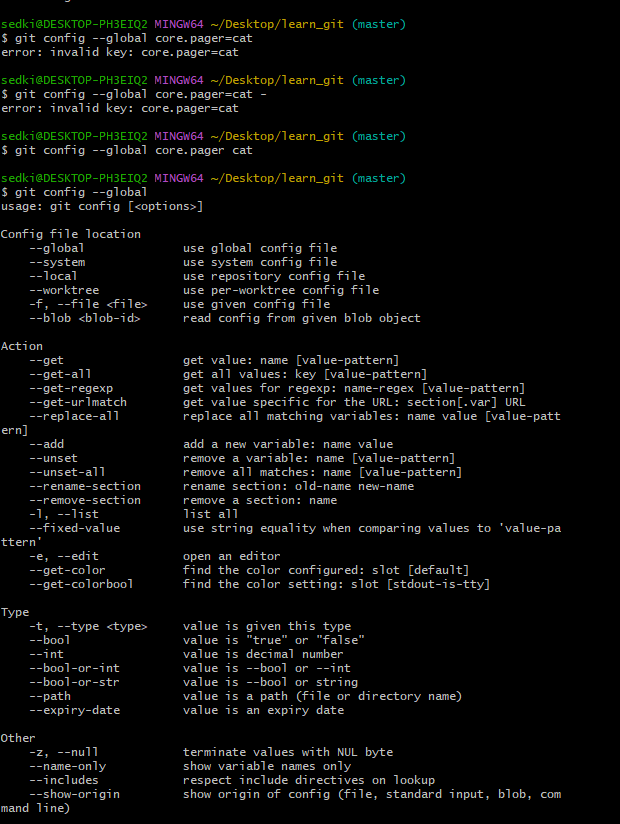 sedki@DESKTOP-PH3EIQ2 MINGW64 ~/Desktop/learn_git (master)
$ git config --global core.pager=cat
error: invalid key: core.pager=cat
sedki@DESKTOP-PH3EIQ2 MINGW64 ~/Desktop/learn_git (master)
$ git config --global core.pager=cat -
error: invalid key: core.pager=cat
sedki@DESKTOP-PH3EIQ2 MINGW64 ~/Desktop/learn_git (master)
$ git config --global core.pager cat
sedki@DESKTOP-PH3EIQ2 MINGW64 ~/Desktop/learn_git (master)
$ git config --global
usage: git config [<options>]
Config file location
--global use global config file
--system use system config file
--local use repository config file
--worktree use per-worktree config file
-f, --file <file> use given config file
--blob <blob-id> read config from given blob object
Action
--get get value: name [value-pattern]
--get-all get all values: key [value-pattern]
--get-regexp get values for regexp: name-regex [value-pattern]
--get-urlmatch get value specific for the URL: section[.var] URL
--replace-all replace all matching variables: name value [value-patt
ern]
--add add a new variable: name value
--unset remove a variable: name [value-pattern]
--unset-all remove all matches: name [value-pattern]
--rename-section rename section: old-name new-name
--remove-section remove a section: name
-l, --list list all
--fixed-value use string equality when comparing values to 'value-pa
ttern'
-e, --edit open an editor
--get-color find the color configured: slot [default]
--get-colorbool find the color setting: slot [stdout-is-tty]
Type
-t, --type <type> value is given this type
--bool value is "true" or "false"
--int value is decimal number
--bool-or-int value is --bool or --int
--bool-or-str value is --bool or string
--path value is a path (file or directory name)
--expiry-date value is an expiry date
Other
-z, --null terminate values with NUL byte
--name-only show variable names only
--includes respect include directives on lookup
--show-origin show origin of config (file, standard input, blob, com
mand line)